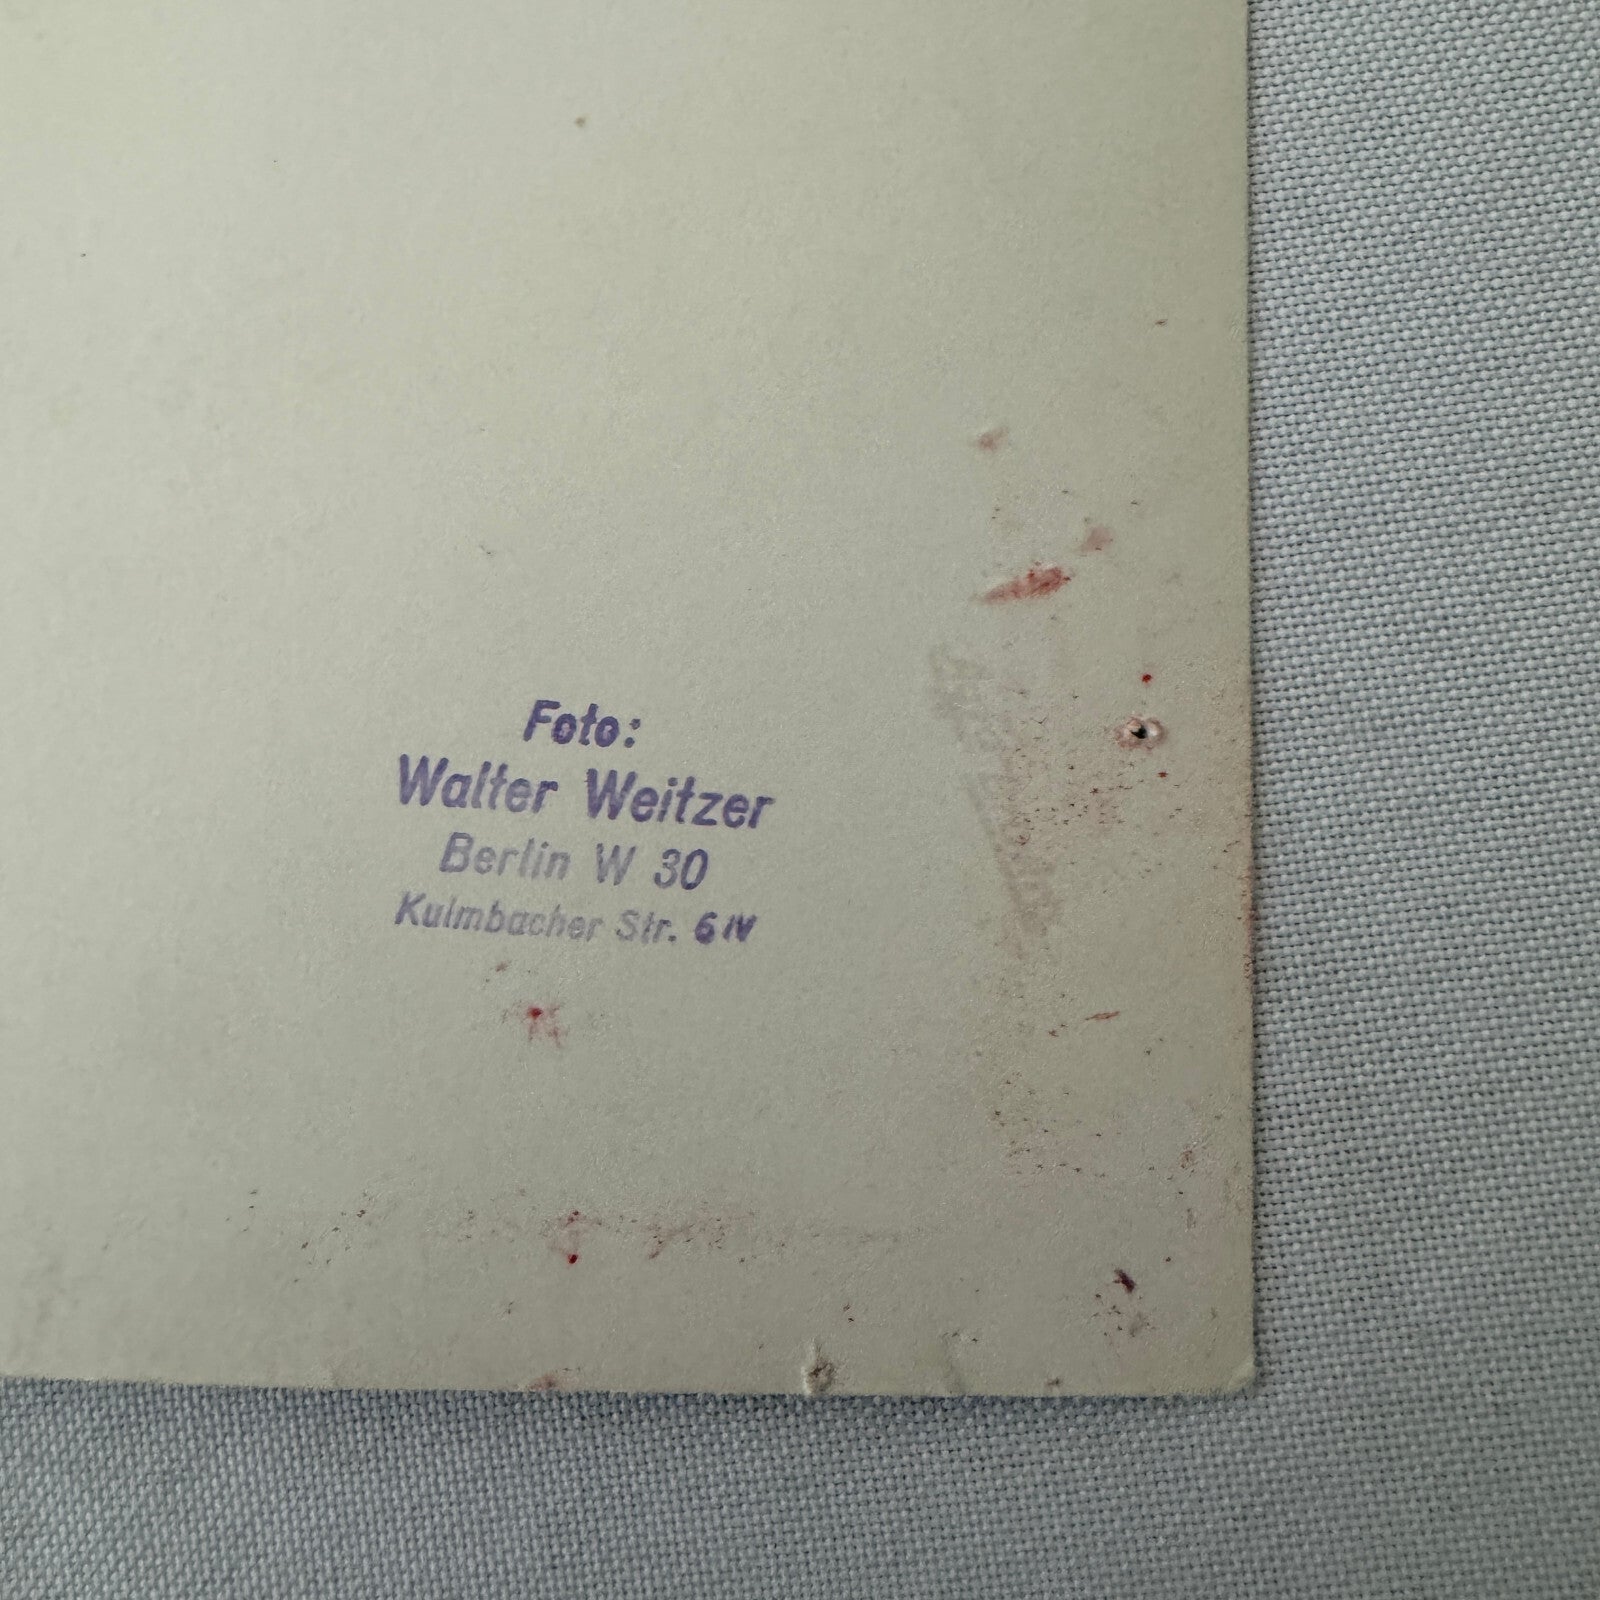 Foto:
Walter Weitzer
Berlin W 30
Kulmbacher Str. 6 IV